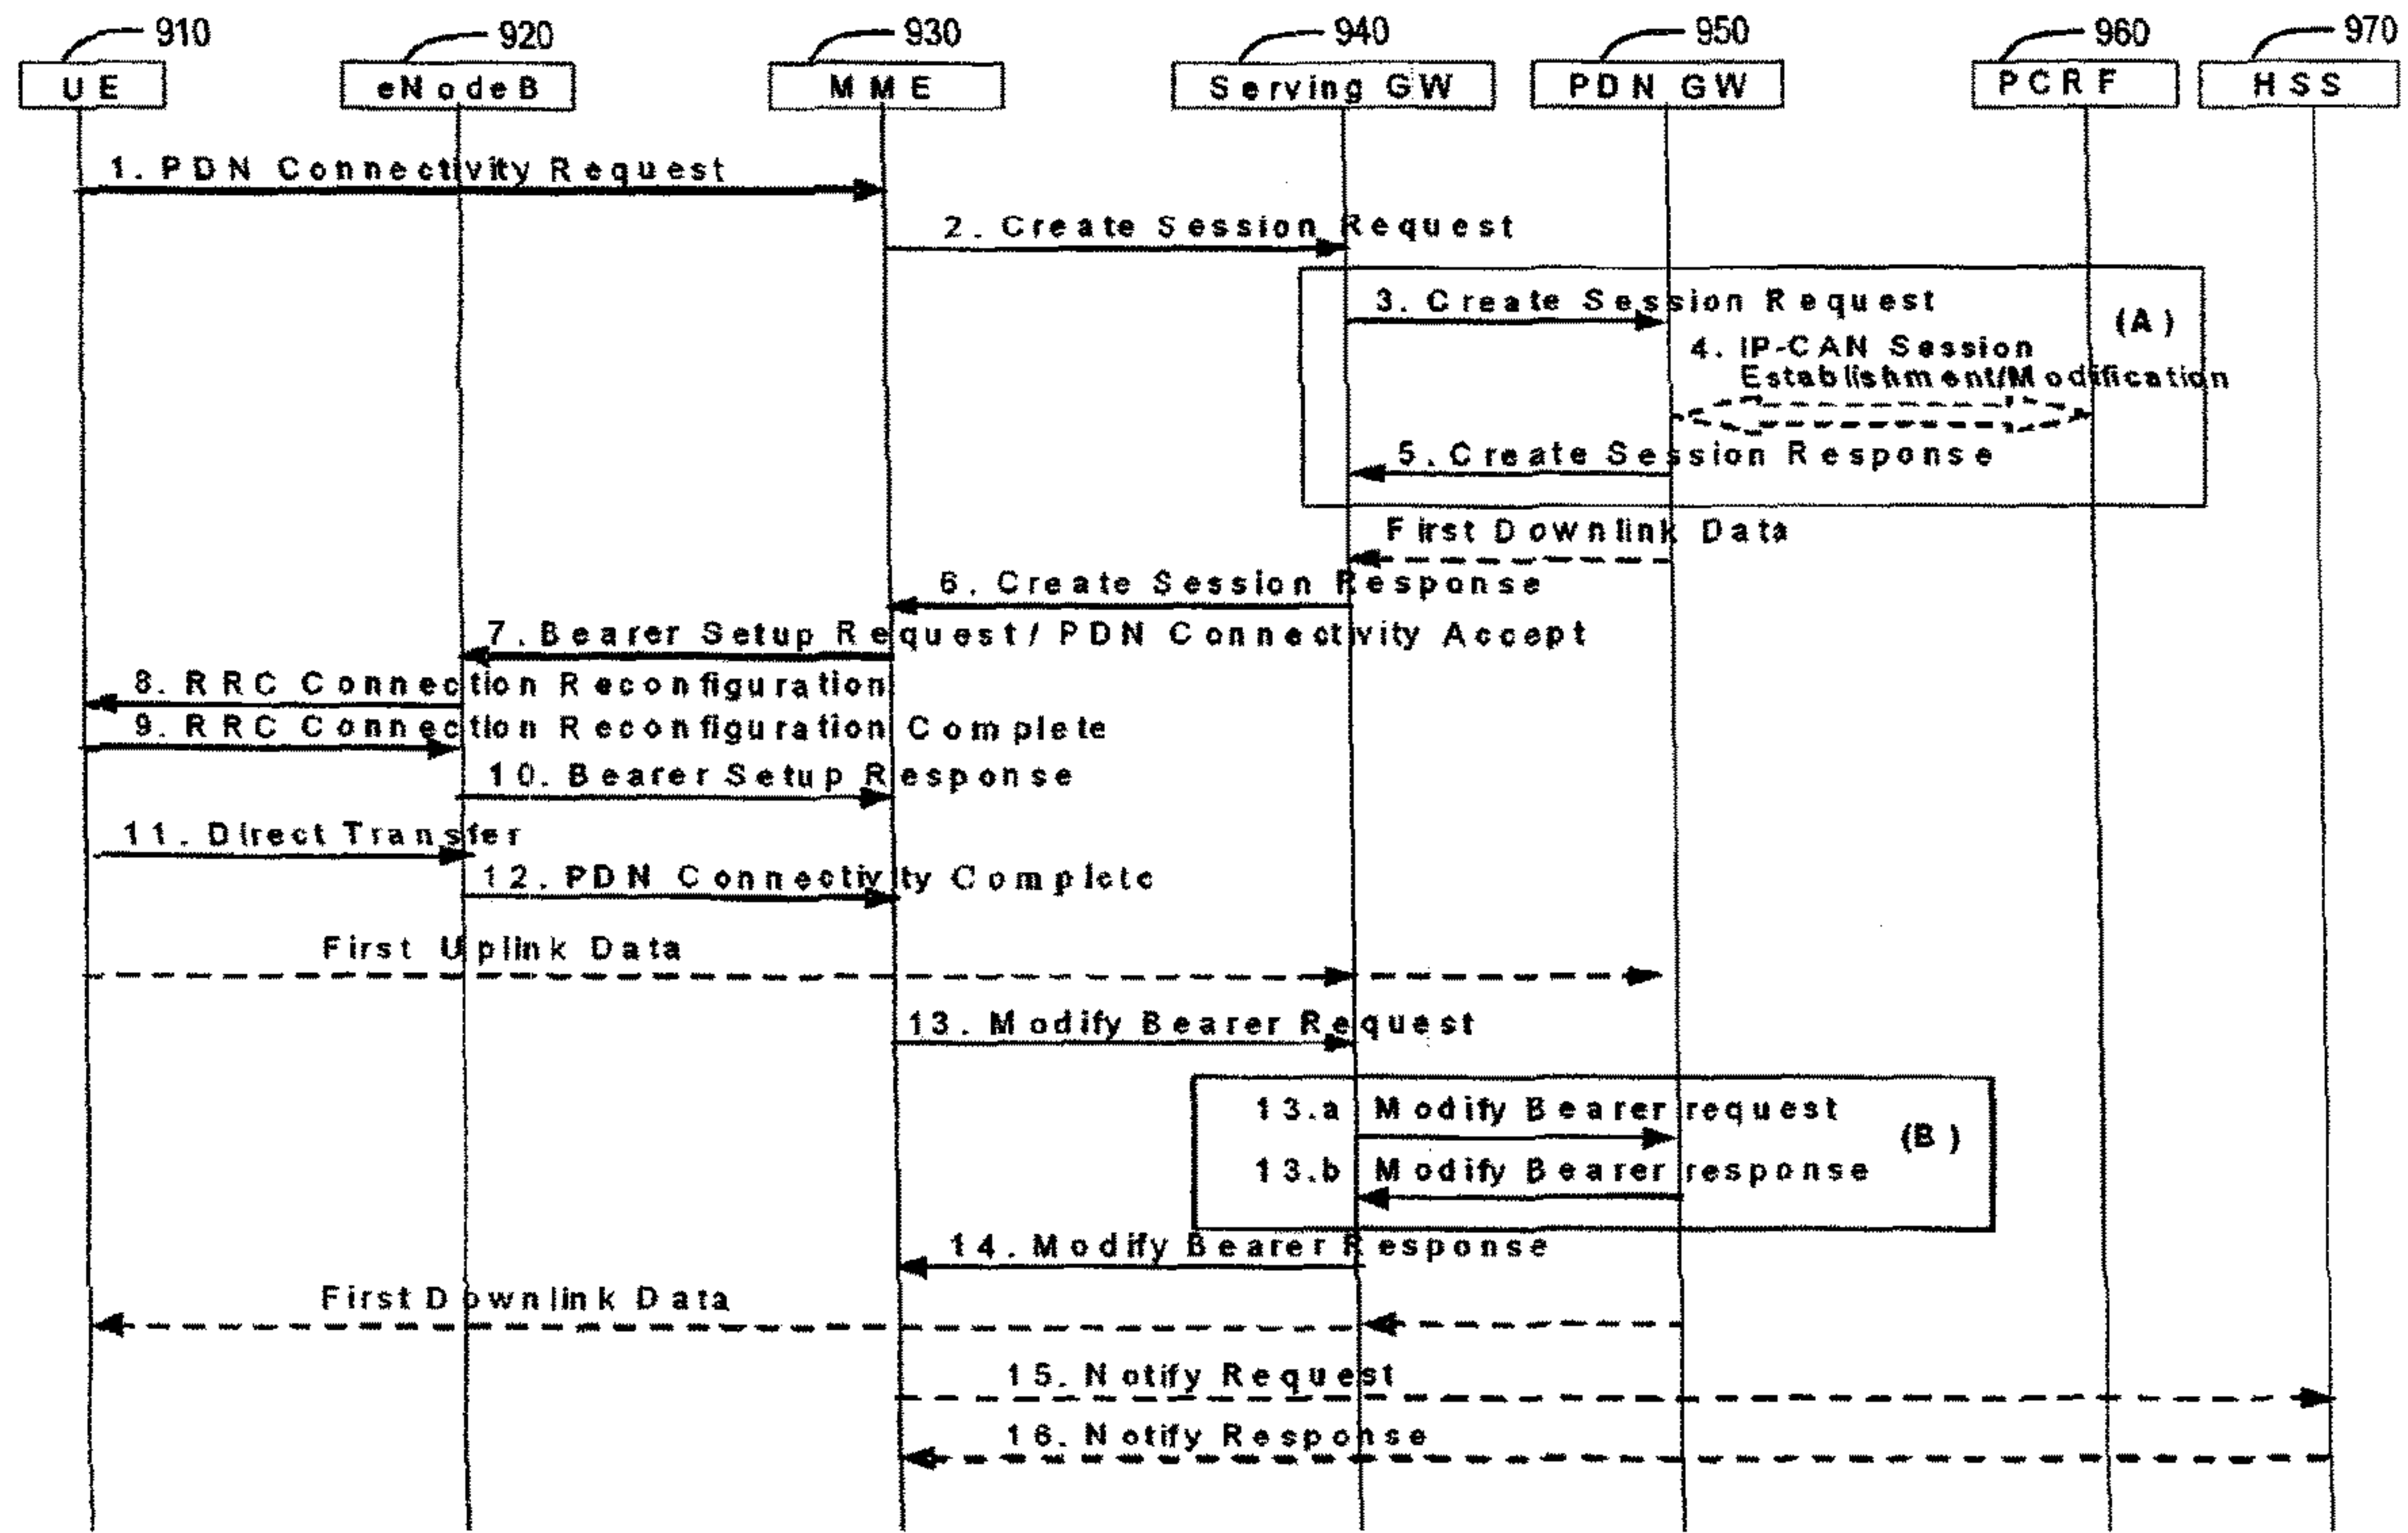 910
920
930
940
950
960
970
UE
eNodeB
MME
Serving GW
PDN GW
PCRF
HSS
1. PDN Connectivity Request
2. Create Session Request
3. Create Session Request
(A)
4. IP-CAN Session
Establishment/Modification
5. Create Session Response
First Downlink Data
6. Create Session Response
7. Bearer Setup Request / PDN Connectivity Accept
8. RRC Connection Reconfiguration
9. RRC Connection Reconfiguration Complete
10. Bearer Setup Response
11. Direct Transfer
12. PDN Connectivity Complete
First Uplink Data
13. Modify Bearer Request
13.a Modify Bearer request
(B)
13.b Modify Bearer response
14. Modify Bearer Response
First Downlink Data
15. Notify Request
16. Notify Response